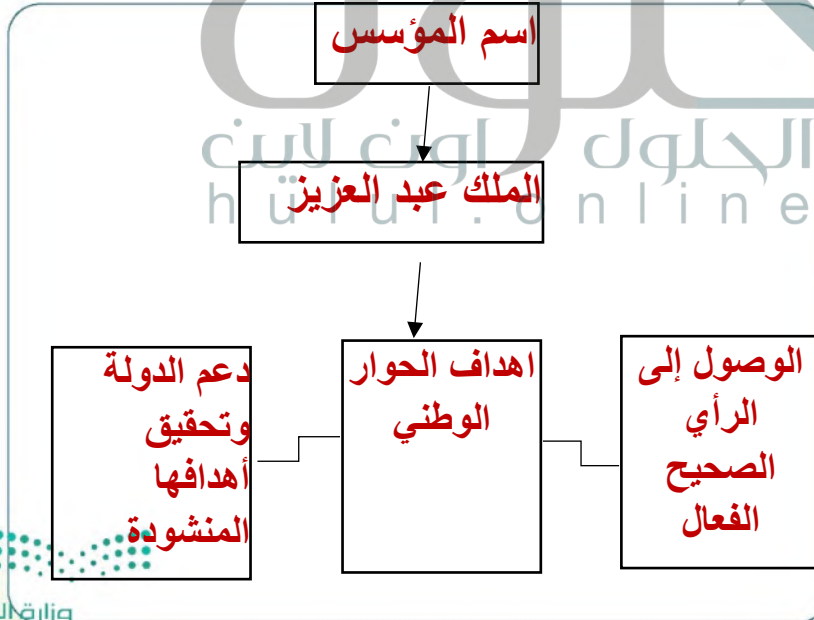 اسم المؤسس
الحلول اون لاين
hulul.online
الملك عبد العزيز
الوصول إلى
الرأي
الصحيح
الفعال
اهداف الحوار
الوطني
دعم الدولة
وتحقيق
أهدافها
المنشودة